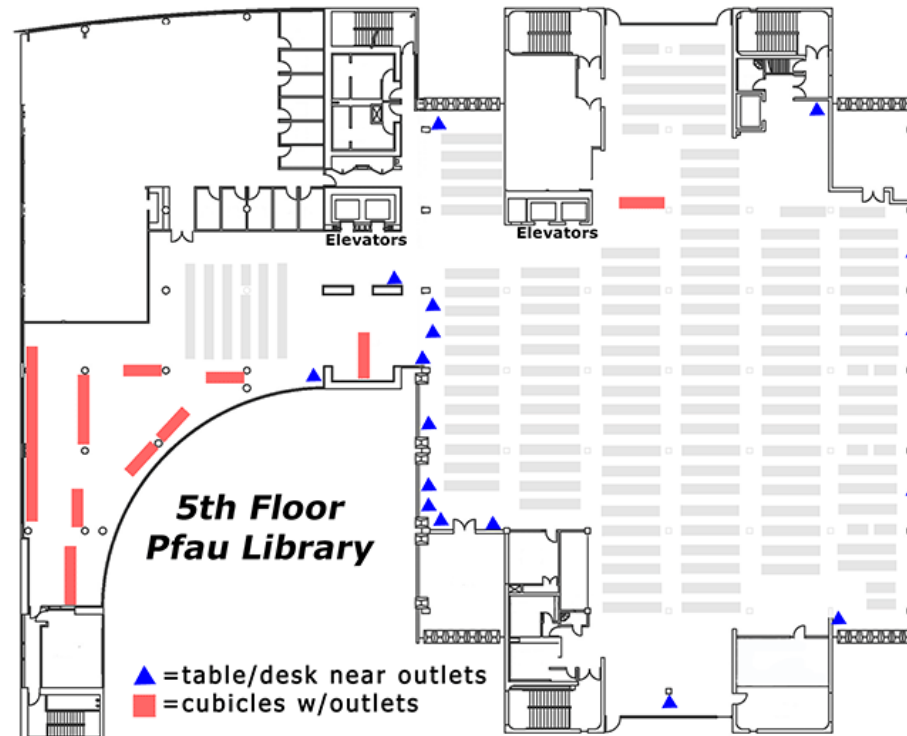 Elevators
Elevators
5th Floor
Pfau Library
=table/desk near outlets
=cubicles w/outlets